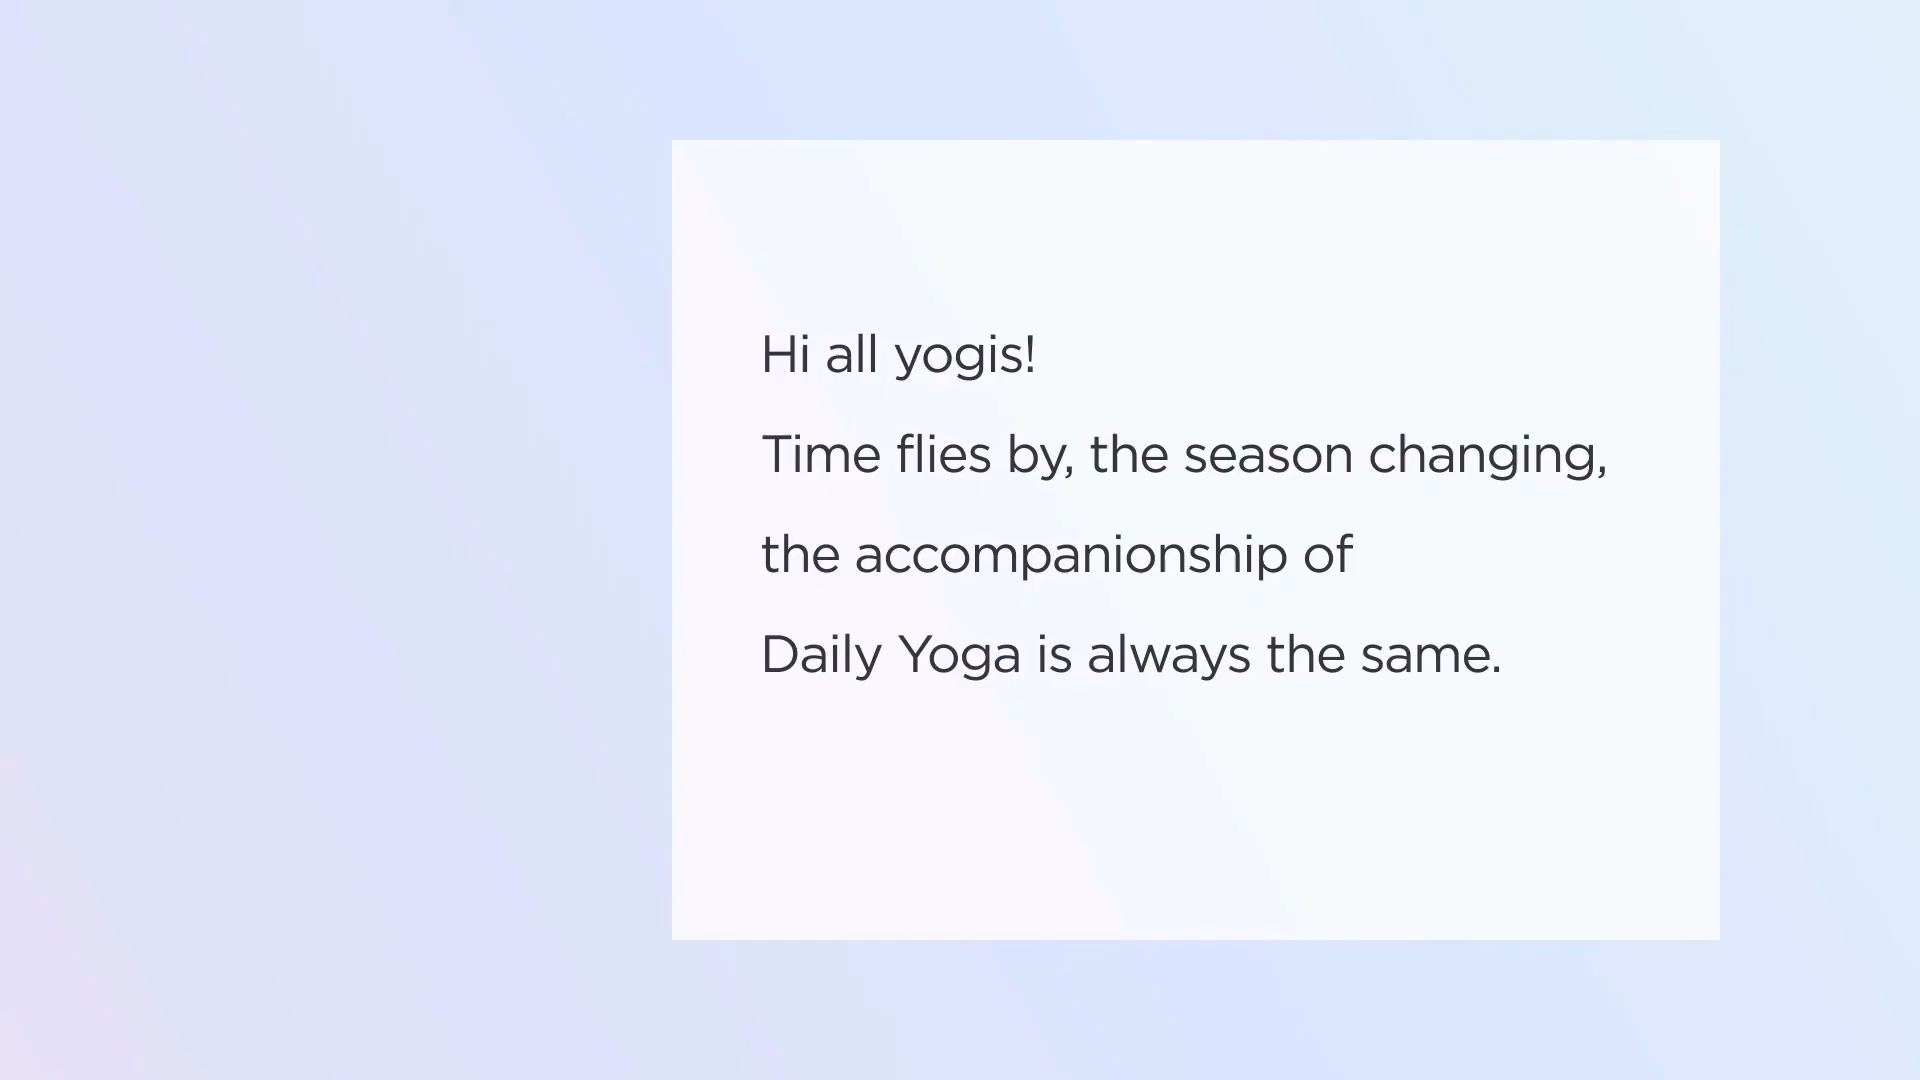 Hi all yogis!
Time flies by, the season changing,
the accompanionship of
Daily Yoga is always the same.